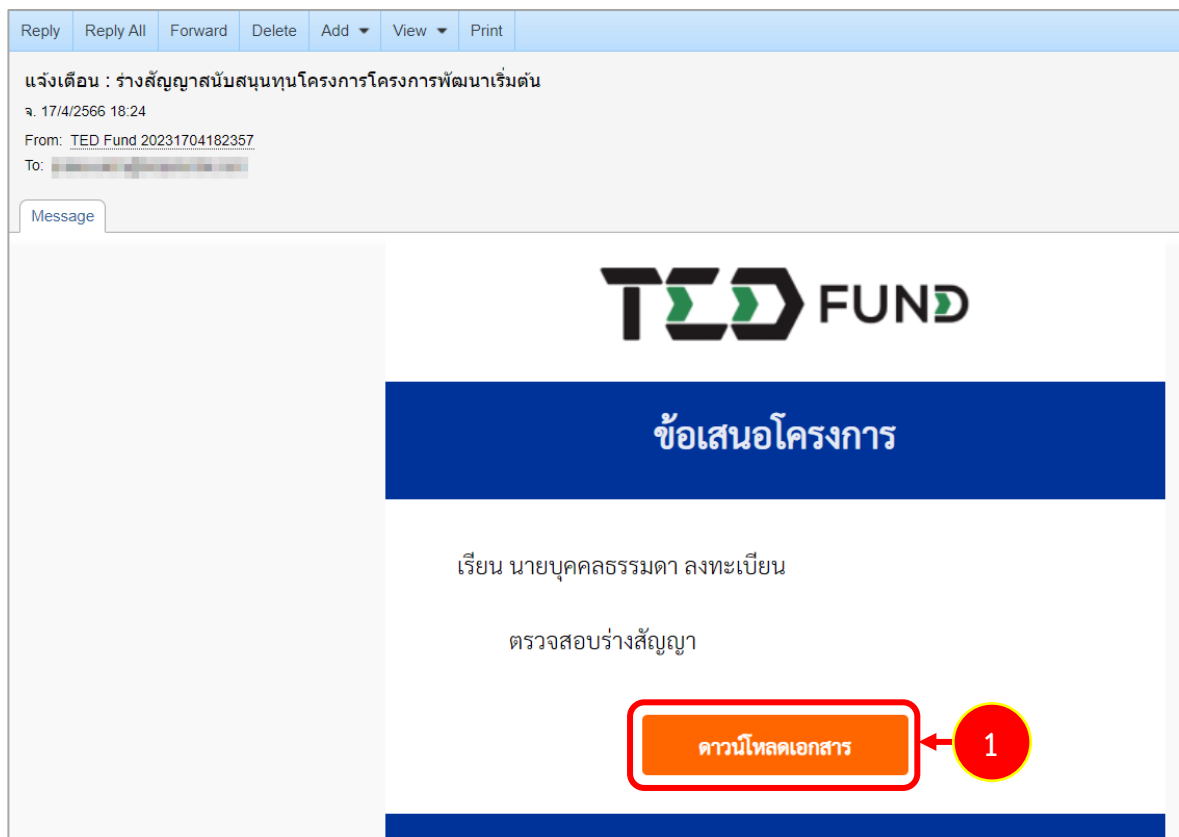 Reply Reply All Forward Delete Add View Print
แจ้งเตือน : ร่างสัญญาสนับสนุนทุนโครงการโครงการพัฒนาเริ่มต้น
จ. 17/4/2566 18:24
From: TED Fund 20231704182357
To:
Message
TED FUND
ข้อเสนอโครงการ
เรียน นายบุคคลธรรมดา ลงทะเบียน
ตรวจสอบร่างสัญญา
ดาวน์โหลดเอกสาร
1